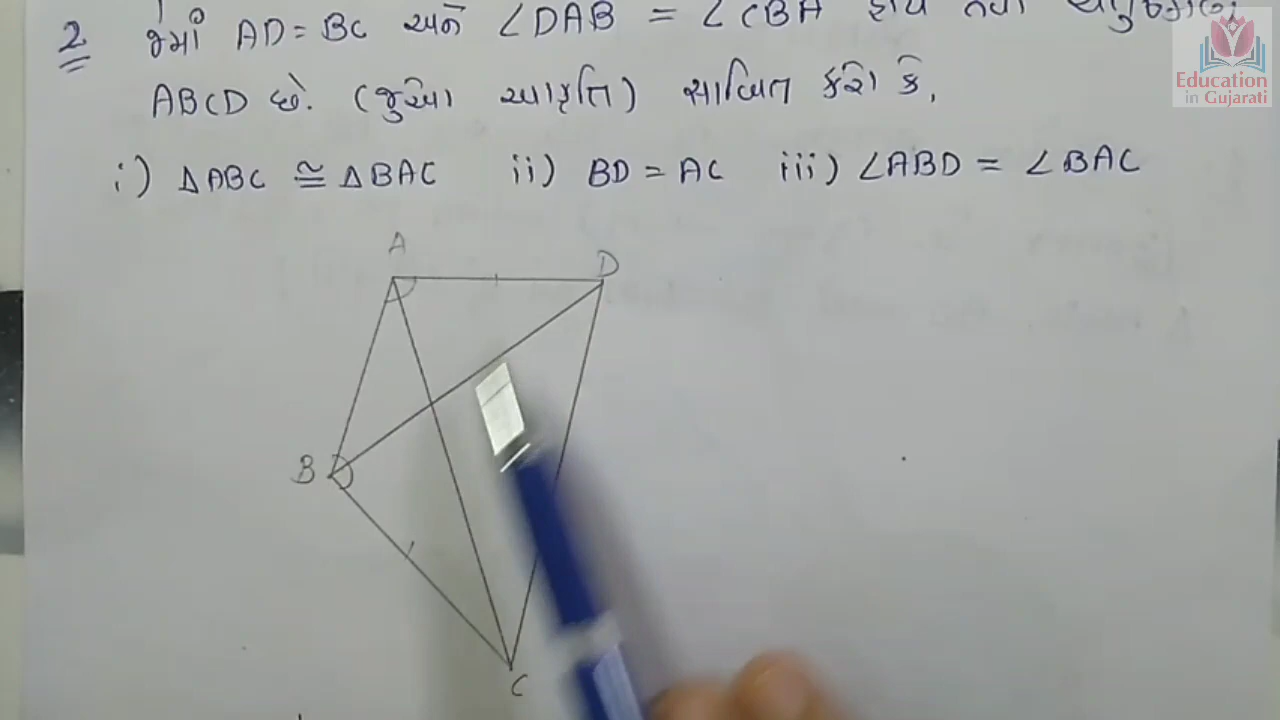 2 જેમાં AD = BC અને ∠DAB = ∠CBA હોય તેવા
ABCD છે. (જુઓ આકૃતિ) સાબિત કરો કે,
i) ΔABC ≅ ΔBAC ii) BD = AC iii) ∠ABD = ∠BAC
A
D
B
C
Education
in Gujarati